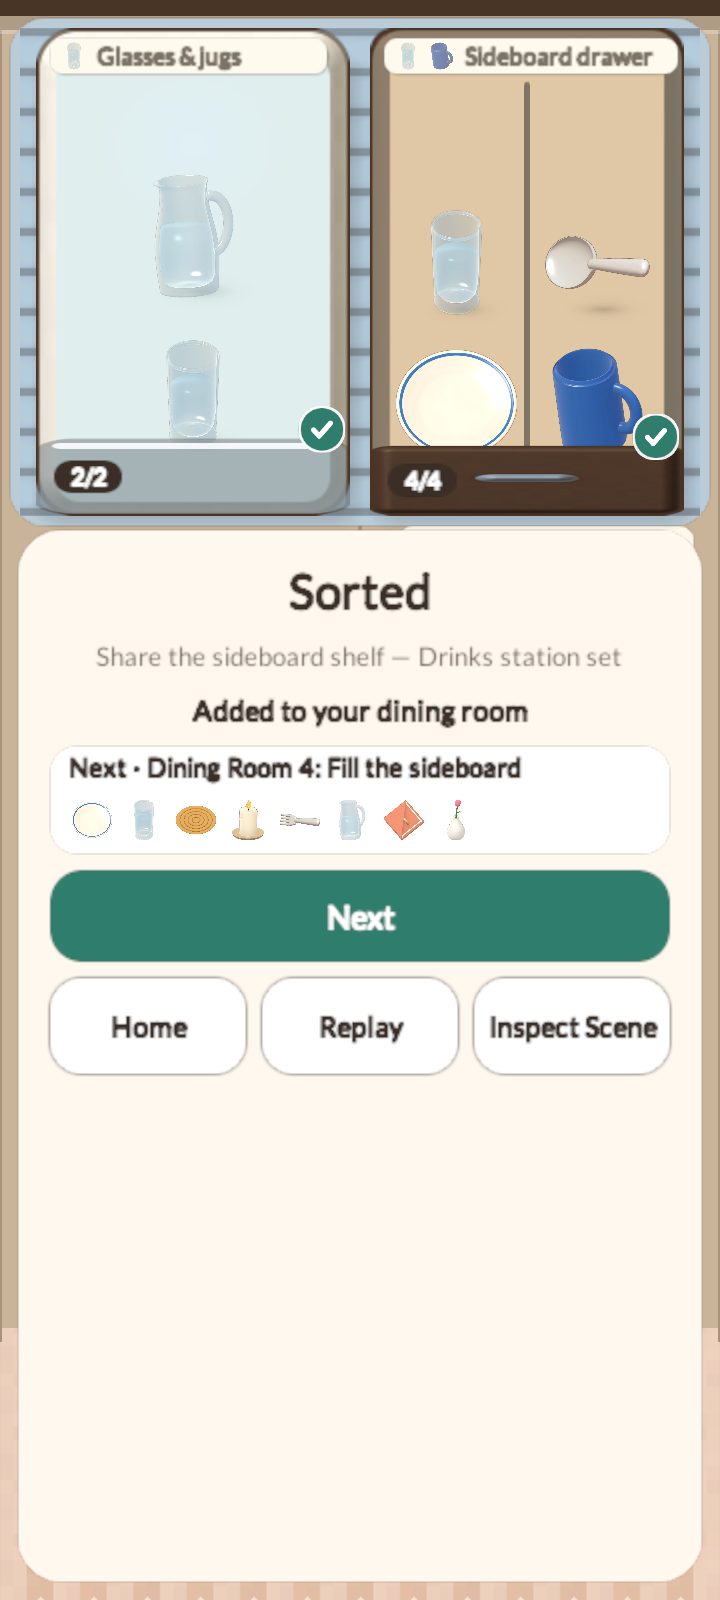 Glasses & jugs
Sideboard drawer
2/2
4/4
Sorted
Share the sideboard shelf — Drinks station set
Added to your dining room
Next · Dining Room 4: Fill the sideboard
Next
Home
Replay
Inspect Scene